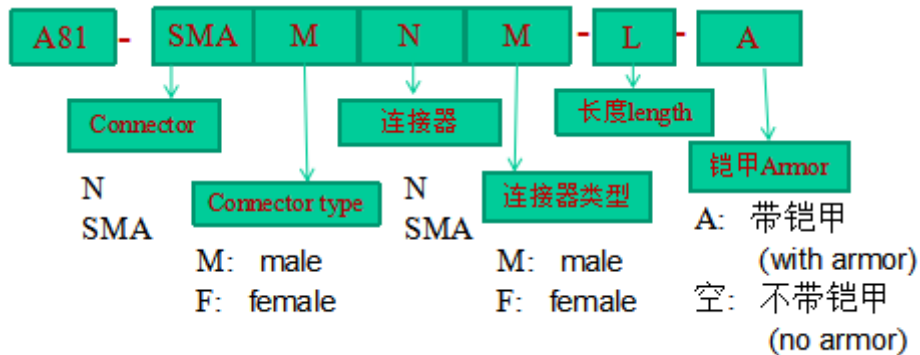 A81 - SMA M N M - L - A
Connector
连接器
长度length
铠甲Armor
N
SMA
Connector type
N
SMA
连接器类型
M: male
F: female
M: male
F: female
A: 带铠甲
(with armor)
空: 不带铠甲
(no armor)